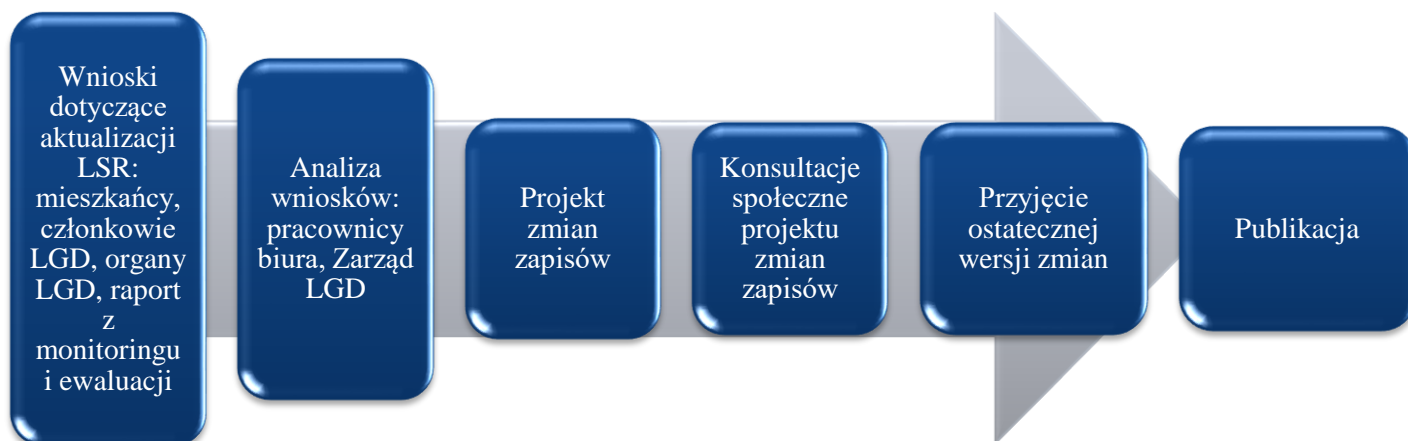 Wnioski
dotyczące
aktualizacji
LSR:
mieszkańcy,
członkowie
LGD, organy
LGD, raport
z
monitoringu
i ewaluacji
Analiza
wniosków:
pracownicy
biura, Zarząd
LGD
Projekt
zmian
zapisów
Konsultacje
społeczne
projektu
zmian
zapisów
Przyjęcie
ostatecznej
wersji zmian
Publikacja